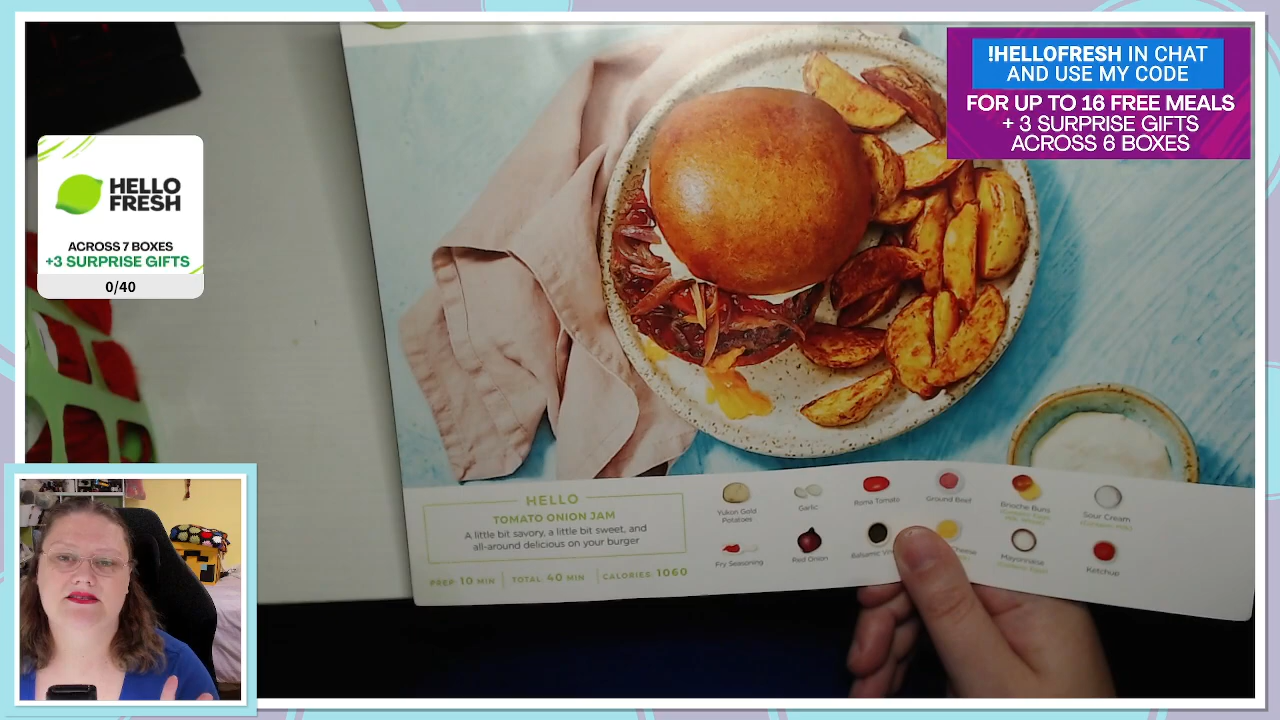 !HELLOFRESH IN CHAT
AND USE MY CODE
FOR UP TO 16 FREE MEALS
+ 3 SURPRISE GIFTS
ACROSS 6 BOXES
HELLO
FRESH
ACROSS 7 BOXES
+3 SURPRISE GIFTS
0/40
HELLO
TOMATO ONION JAM
A little bit savory, a little bit sweet, and
all-around delicious on your burger
PREP: 10 MIN TOTAL: 40 MIN CALORIES: 1060
Yukon Gold
Potatoes
Garlic
Roma Tomato
Ground Beef
Brioche Buns
Sour Cream
Fry Seasoning
Red Onion
Balsamic
Cheese
Mayonnaise
Ketchup